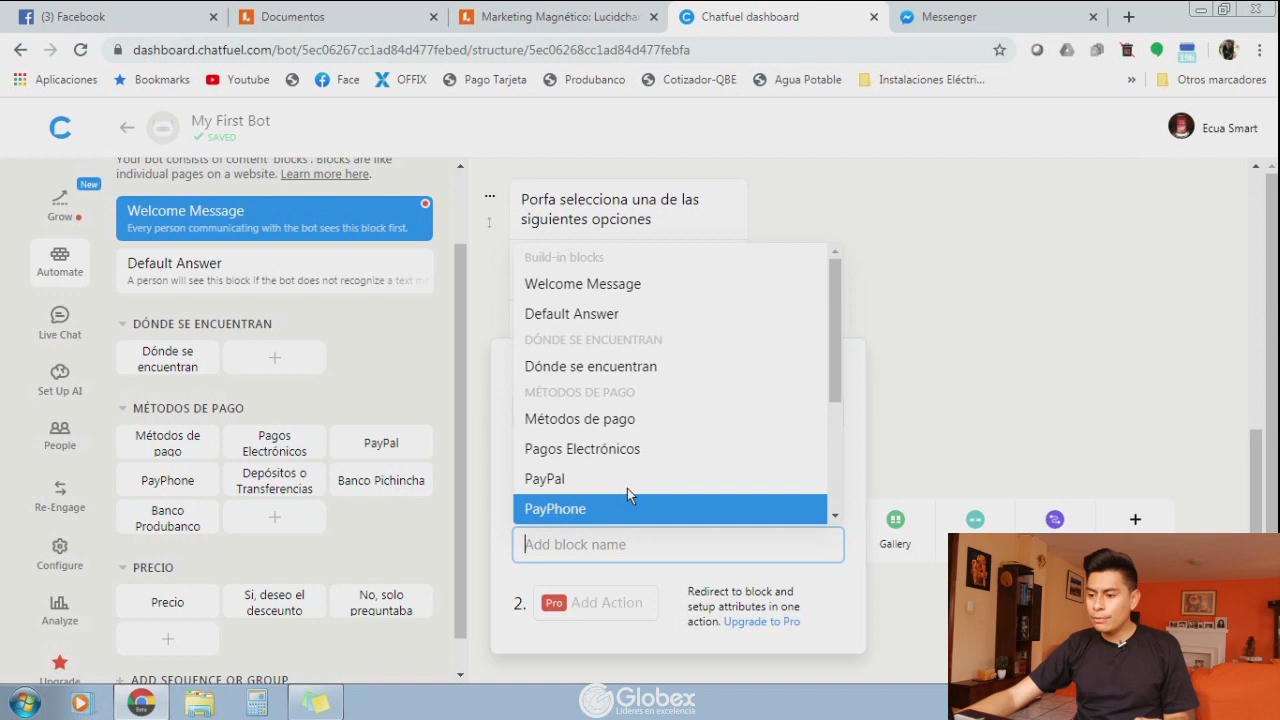 (3) Facebook
Documentos
Marketing Magnético: Lucidchar
Chatfuel dashboard
Messenger
dashboard.chatfuel.com/bot/5ec06267cc1ad84d477febed/structure/5ec06268cc1ad84d477febfa
Aplicaciones
Bookmarks
Youtube
Face
OFFIX
Pago Tarjeta
Produbanco
Cotizador-QBE
Agua Potable
Instalaciones Eléctri...
»
Otros marcadores
My First Bot
SAVED
Ecua Smart
Your bot consists of content 'blocks'. Blocks are like
individual pages on a website. Learn more here.
New
Grow
Automate
Live Chat
Set Up AI
People
Re-Engage
Configure
Analyze
Upgrade
Welcome Message
Every person communicating with the bot sees this block first.
Default Answer
A person will see this block if the bot does not recognize a text me
DÓNDE SE ENCUENTRAN
Dónde se
encuentran
MÉTODOS DE PAGO
Métodos de
pago
Pagos
Electrónicos
PayPal
PayPhone
Depósitos o
Transferencias
Banco Pichincha
Banco
Produbanco
PRECIO
Precio
Si, deseo el
descuento
No, solo
preguntaba
ADD SEQUENCE OR GROUP
Porfa selecciona una de las
siguientes opciones
Build-in blocks
Welcome Message
Default Answer
DÓNDE SE ENCUENTRAN
Dónde se encuentran
MÉTODOS DE PAGO
Métodos de pago
Pagos Electrónicos
PayPal
PayPhone
Add block name
2.
Pro
Add Action
Redirect to block and
setup attributes in one
action. Upgrade to Pro
Gallery
Globex
Líderes en excelencia